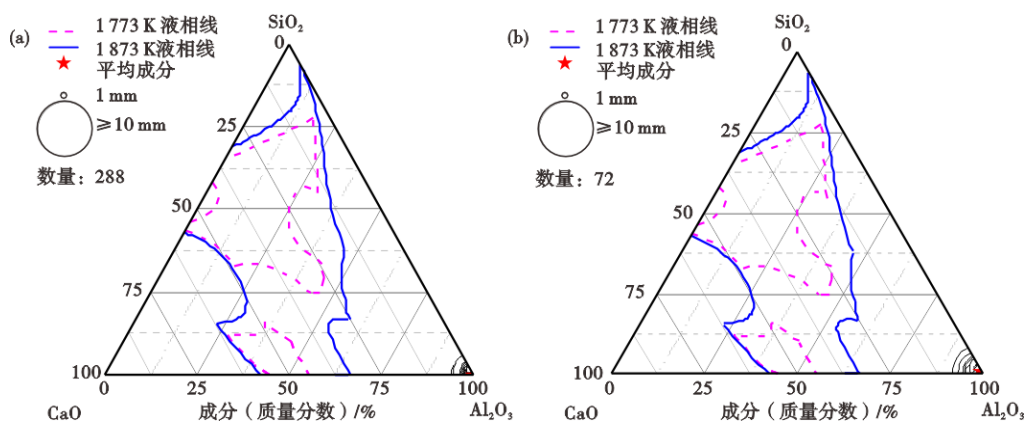 (a)
1 773 K 液相线
1 873 K液相线
平均成分
1 mm
≥10 mm
数量：288
SiO₂
0
25
50
75
100
0
25
50
75
100
CaO
成分（质量分数）/%
Al₂O₃
(b)
1 773 K 液相线
1 873 K液相线
平均成分
1 mm
≥10 mm
数量：72
SiO₂
0
25
50
75
100
0
25
50
75
100
CaO
成分（质量分数）/%
Al₂O₃